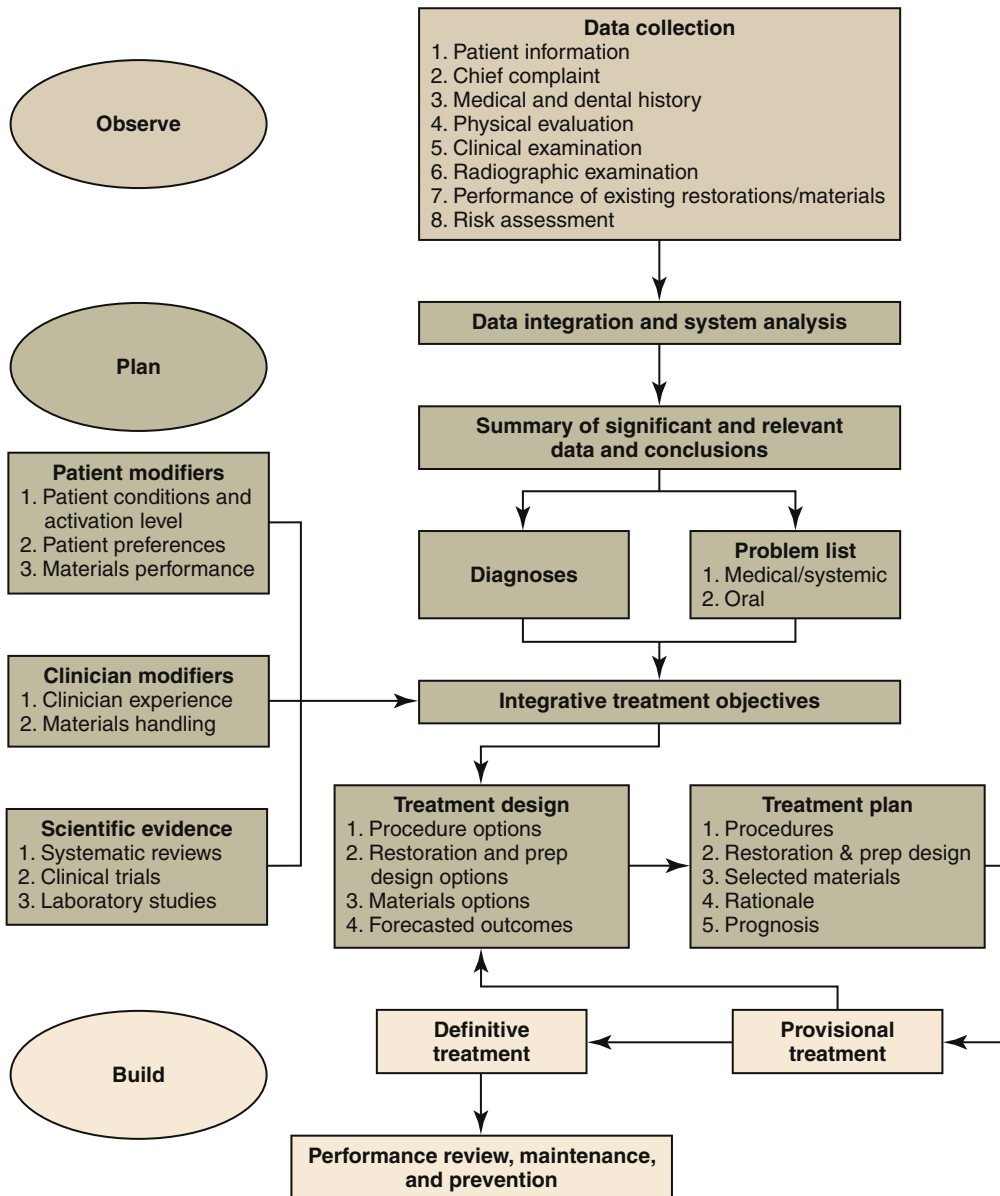 Observe
Data collection
1. Patient information
2. Chief complaint
3. Medical and dental history
4. Physical evaluation
5. Clinical examination
6. Radiographic examination
7. Performance of existing restorations/materials
8. Risk assessment
Plan
Data integration and system analysis
Summary of significant and relevant
data and conclusions
Diagnoses
Problem list
1. Medical/systemic
2. Oral
Patient modifiers
1. Patient conditions and
activation level
2. Patient preferences
3. Materials performance
Clinician modifiers
1. Clinician experience
2. Materials handling
Scientific evidence
1. Systematic reviews
2. Clinical trials
3. Laboratory studies
Integrative treatment objectives
Treatment design
1. Procedure options
2. Restoration and prep
design options
3. Materials options
4. Forecasted outcomes
Treatment plan
1. Procedures
2. Restoration & prep design
3. Selected materials
4. Rationale
5. Prognosis
Build
Definitive
treatment
Provisional
treatment
Performance review, maintenance,
and prevention